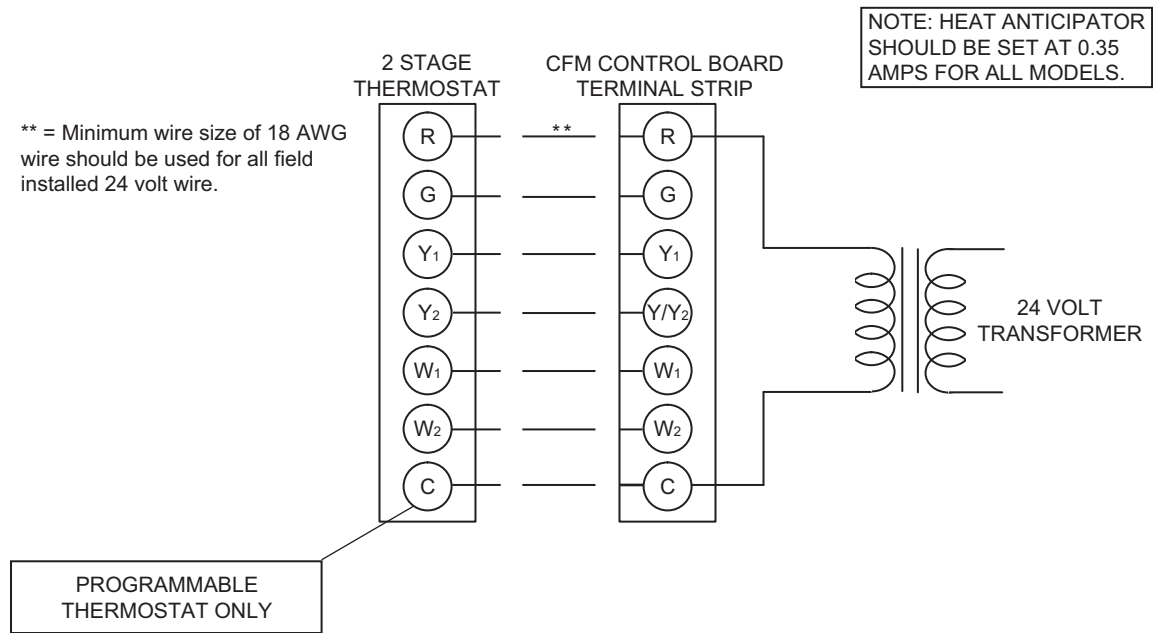 NOTE: HEAT ANTICIPATOR
SHOULD BE SET AT 0.35
AMPS FOR ALL MODELS.
2 STAGE
THERMOSTAT
CFM CONTROL BOARD
TERMINAL STRIP
** = Minimum wire size of 18 AWG
wire should be used for all field
installed 24 volt wire.
R ** R
G G
Y1 Y1
Y2 Y/Y2
W1 W1
W2 W2
C C
24 VOLT
TRANSFORMER
PROGRAMMABLE
THERMOSTAT ONLY